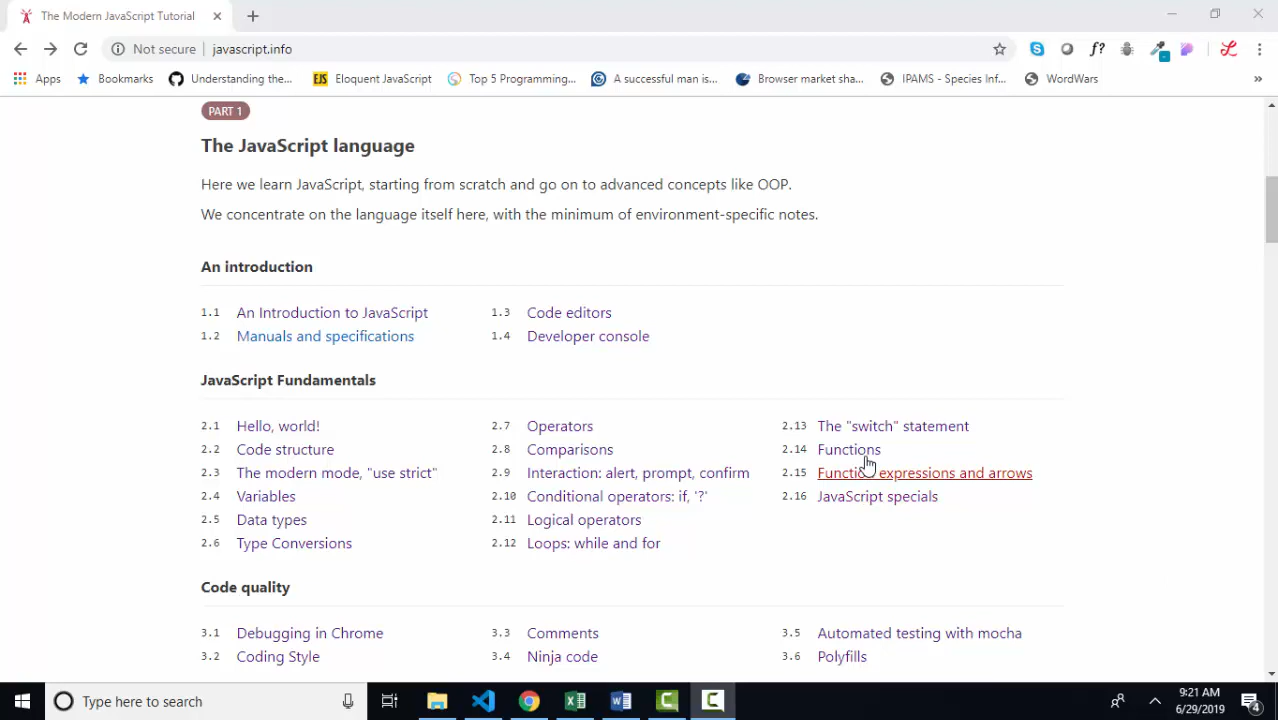 The Modern JavaScript Tutorial
Not secure | javascript.info
f?
Apps
Bookmarks
Understanding the...
EJS Eloquent JavaScript
Top 5 Programming...
A successful man is...
Browser market sha...
IPAMS - Species Inf...
WordWars
»
PART 1
The JavaScript language
Here we learn JavaScript, starting from scratch and go on to advanced concepts like OOP.
We concentrate on the language itself here, with the minimum of environment-specific notes.
An introduction
1.1 An Introduction to JavaScript
1.2 Manuals and specifications
1.3 Code editors
1.4 Developer console
JavaScript Fundamentals
2.1 Hello, world!
2.2 Code structure
2.3 The modern mode, "use strict"
2.4 Variables
2.5 Data types
2.6 Type Conversions
2.7 Operators
2.8 Comparisons
2.9 Interaction: alert, prompt, confirm
2.10 Conditional operators: if, '?'
2.11 Logical operators
2.12 Loops: while and for
2.13 The "switch" statement
2.14 Functions
2.15 Function expressions and arrows
2.16 JavaScript specials
Code quality
3.1 Debugging in Chrome
3.2 Coding Style
3.3 Comments
3.4 Ninja code
3.5 Automated testing with mocha
3.6 Polyfills
Type here to search
9:21 AM
6/29/2019
4